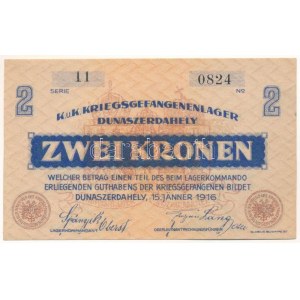 11 0824
SERIE No
2 K.u.K. KRIEGSGEFANGENENLAGER 2
DUNASZERDAHELY
ZWEI KRONEN
WELCHER BETRAG EINEN TEIL DES BEIM LAGERKOMMANDO
ERLIEGENDEN GUTHABENS DER KRIEGSGEFANGENEN BILDET
DUNASZERDAHELY, 15. JÄNNER 1916
Oberst